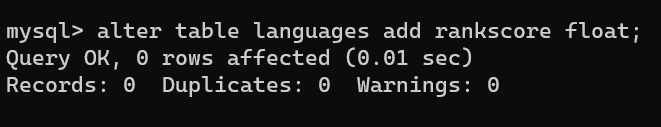 mysql> alter table languages add rankscore float;
Query OK, 0 rows affected (0.01 sec)
Records: 0  Duplicates: 0  Warnings: 0